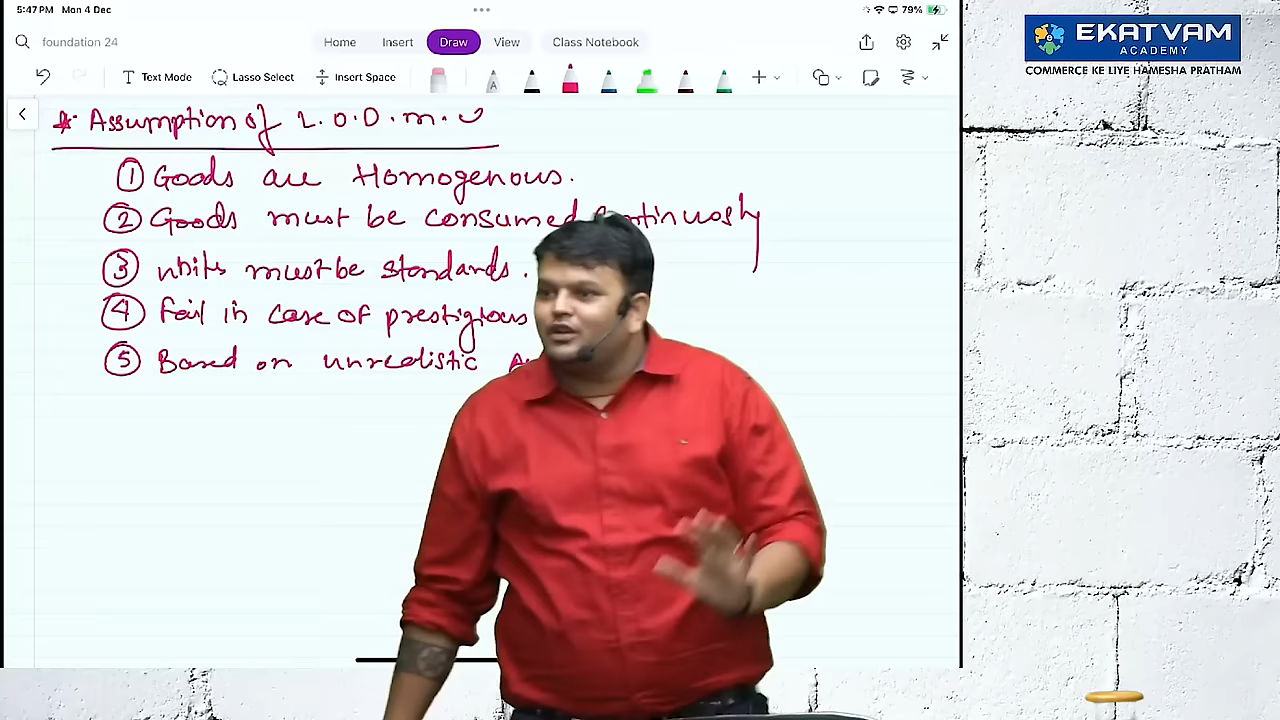 5:47 PM Mon 4 Dec
79%
foundation 24
Home Insert Draw View Class Notebook
Text Mode Lasso Select Insert Space
EKATVAM
ACADEMY
COMMERCE KE LIYE HAMESHA PRATHAM
Assumption of L.O.D.M.U
① Goods are Homogenous.
② Goods must be consumed continuosly
③ units must be standards.
④ Fail in case of prestigious
⑤ Based on unrealistic